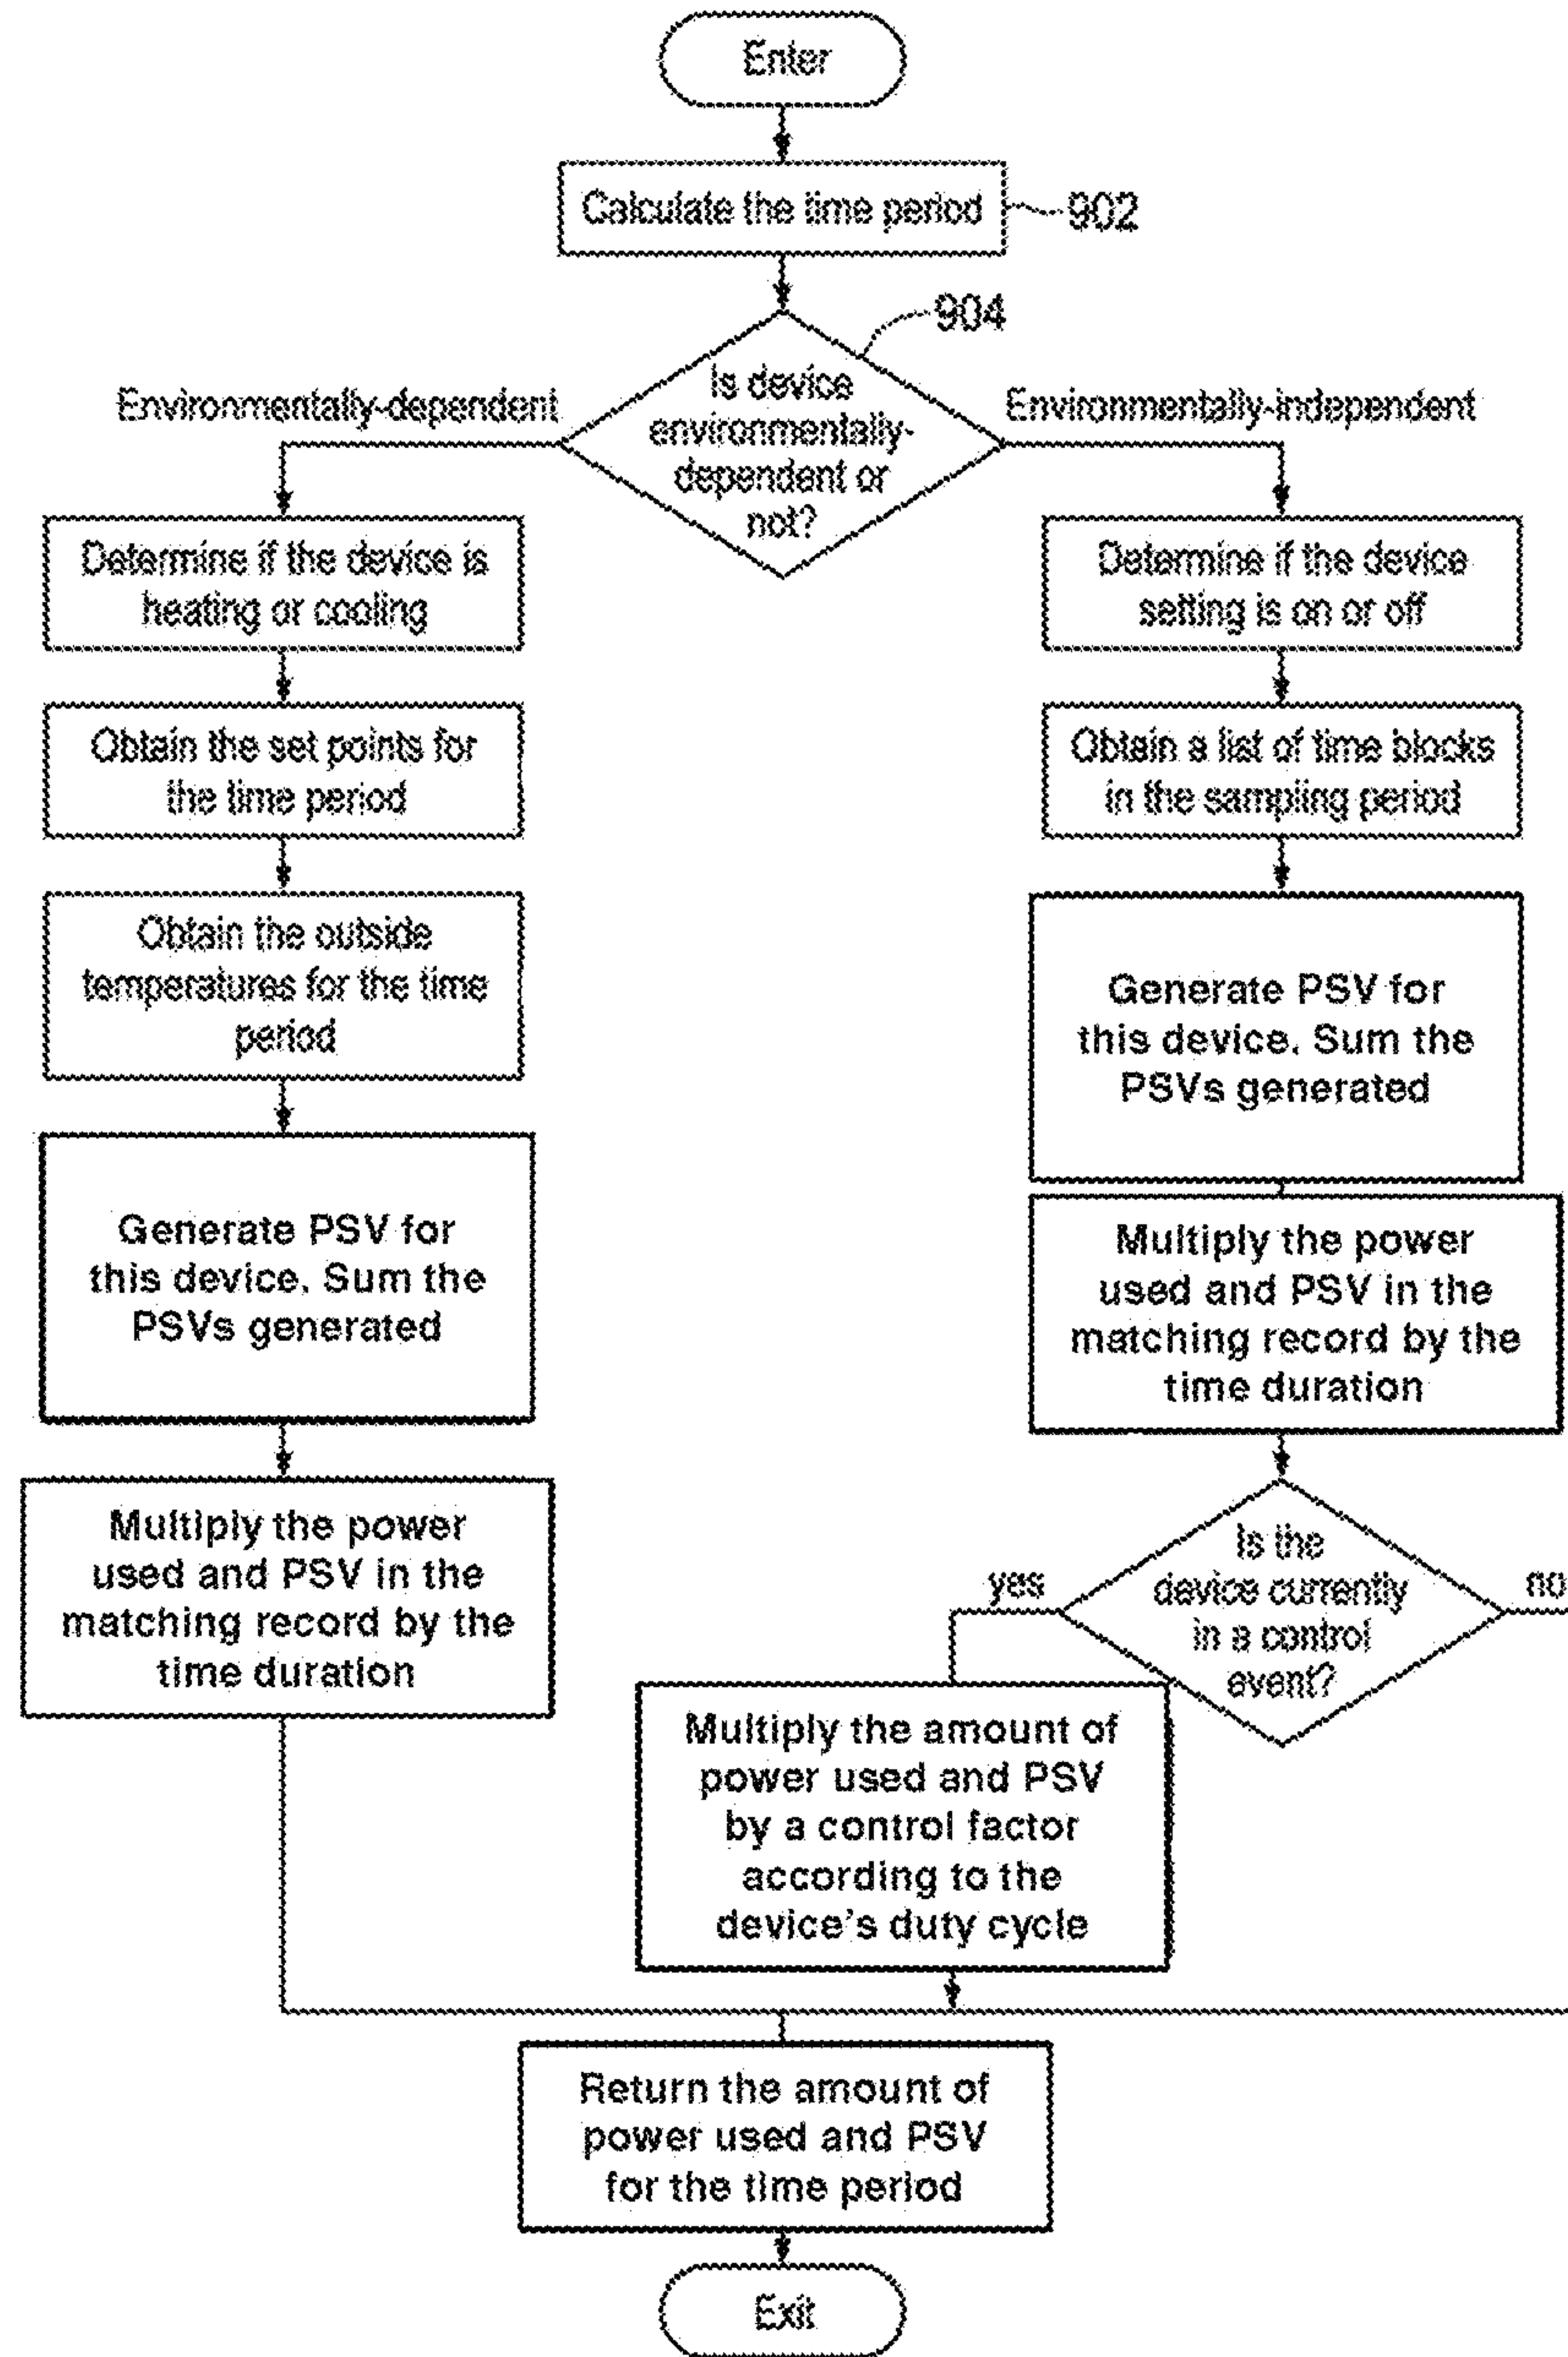 Enter
Calculate the time period
902
904
Is device
environmentally-
dependent or
not?
Environmentally-dependent
Environmentally-independent
Determine if the device is
heating or cooling
Obtain the set points for
the time period
Obtain the outside
temperatures for the time
period
Generate PSV for
this device. Sum the
PSVs generated
Multiply the power
used and PSV in the
matching record by the
time duration
Determine if the device
setting is on or off
Obtain a list of time blocks
in the sampling period
Generate PSV for
this device. Sum the
PSVs generated
Multiply the power
used and PSV in the
matching record by the
time duration
Is the
device currently
in a control
event?
yes
no
Multiply the amount of
power used and PSV
by a control factor
according to the
device's duty cycle
Return the amount of
power used and PSV
for the time period
Exit